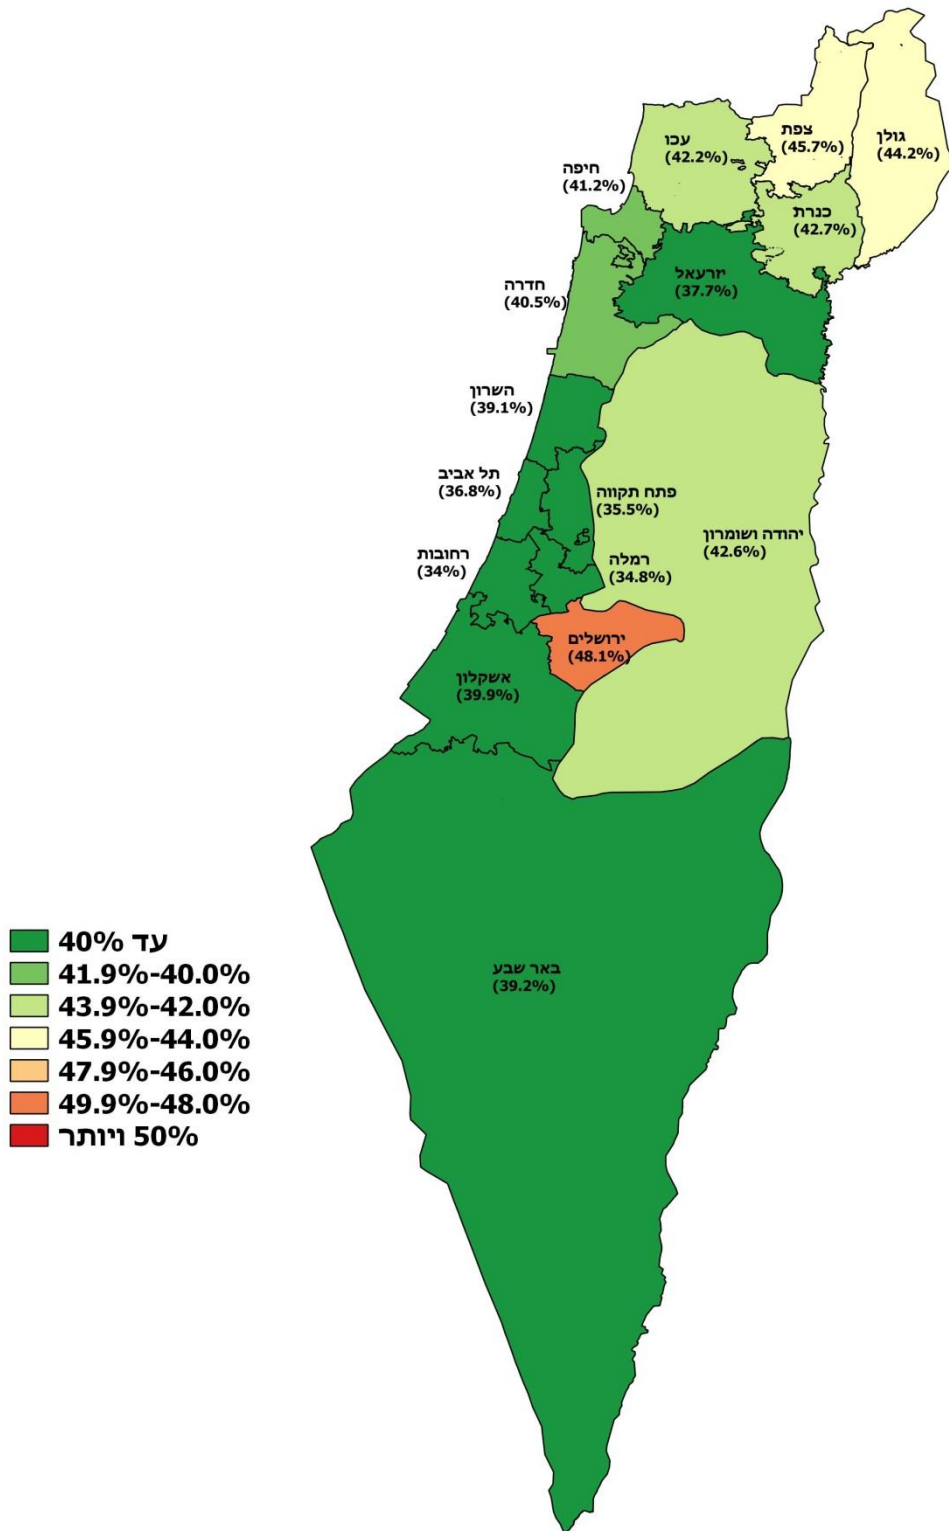 צפת
(45.7%)
גולן
(44.2%)
עכו
(42.2%)
חיפה
(41.2%)
כנרת
(42.7%)
יזרעאל
(37.7%)
חדרה
(40.5%)
השרון
(39.1%)
תל אביב
(36.8%)
פתח תקווה
(35.5%)
יהודה ושומרון
(42.6%)
רחובות
(34%)
רמלה
(34.8%)
ירושלים
(48.1%)
אשקלון
(39.9%)
באר שבע
(39.2%)
עד 40%
41.9%-40.0%
43.9%-42.0%
45.9%-44.0%
47.9%-46.0%
49.9%-48.0%
50% ויותר